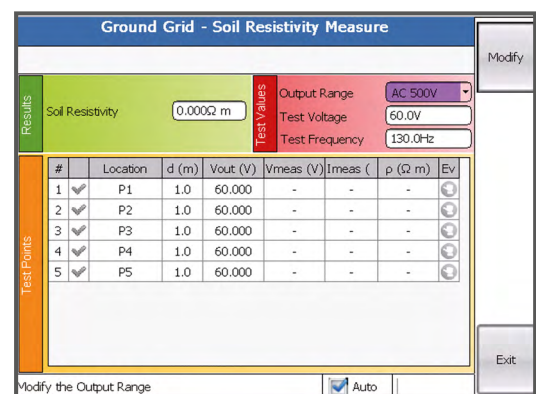 Ground Grid - Soil Resistivity Measure
Modify
Results
Soil Resistivity 0.000Ω m
Test Values
Output Range AC 500V
Test Voltage 60.0V
Test Frequency 130.0Hz
Test Points
# Location d (m) Vout (V) Vmeas (V) Imeas ( ρ (Ω m) Ev
1 P1 1.0 60.000 - - -
2 P2 1.0 60.000 - - -
3 P3 1.0 60.000 - - -
4 P4 1.0 60.000 - - -
5 P5 1.0 60.000 - - -
Exit
Modify the Output Range Auto